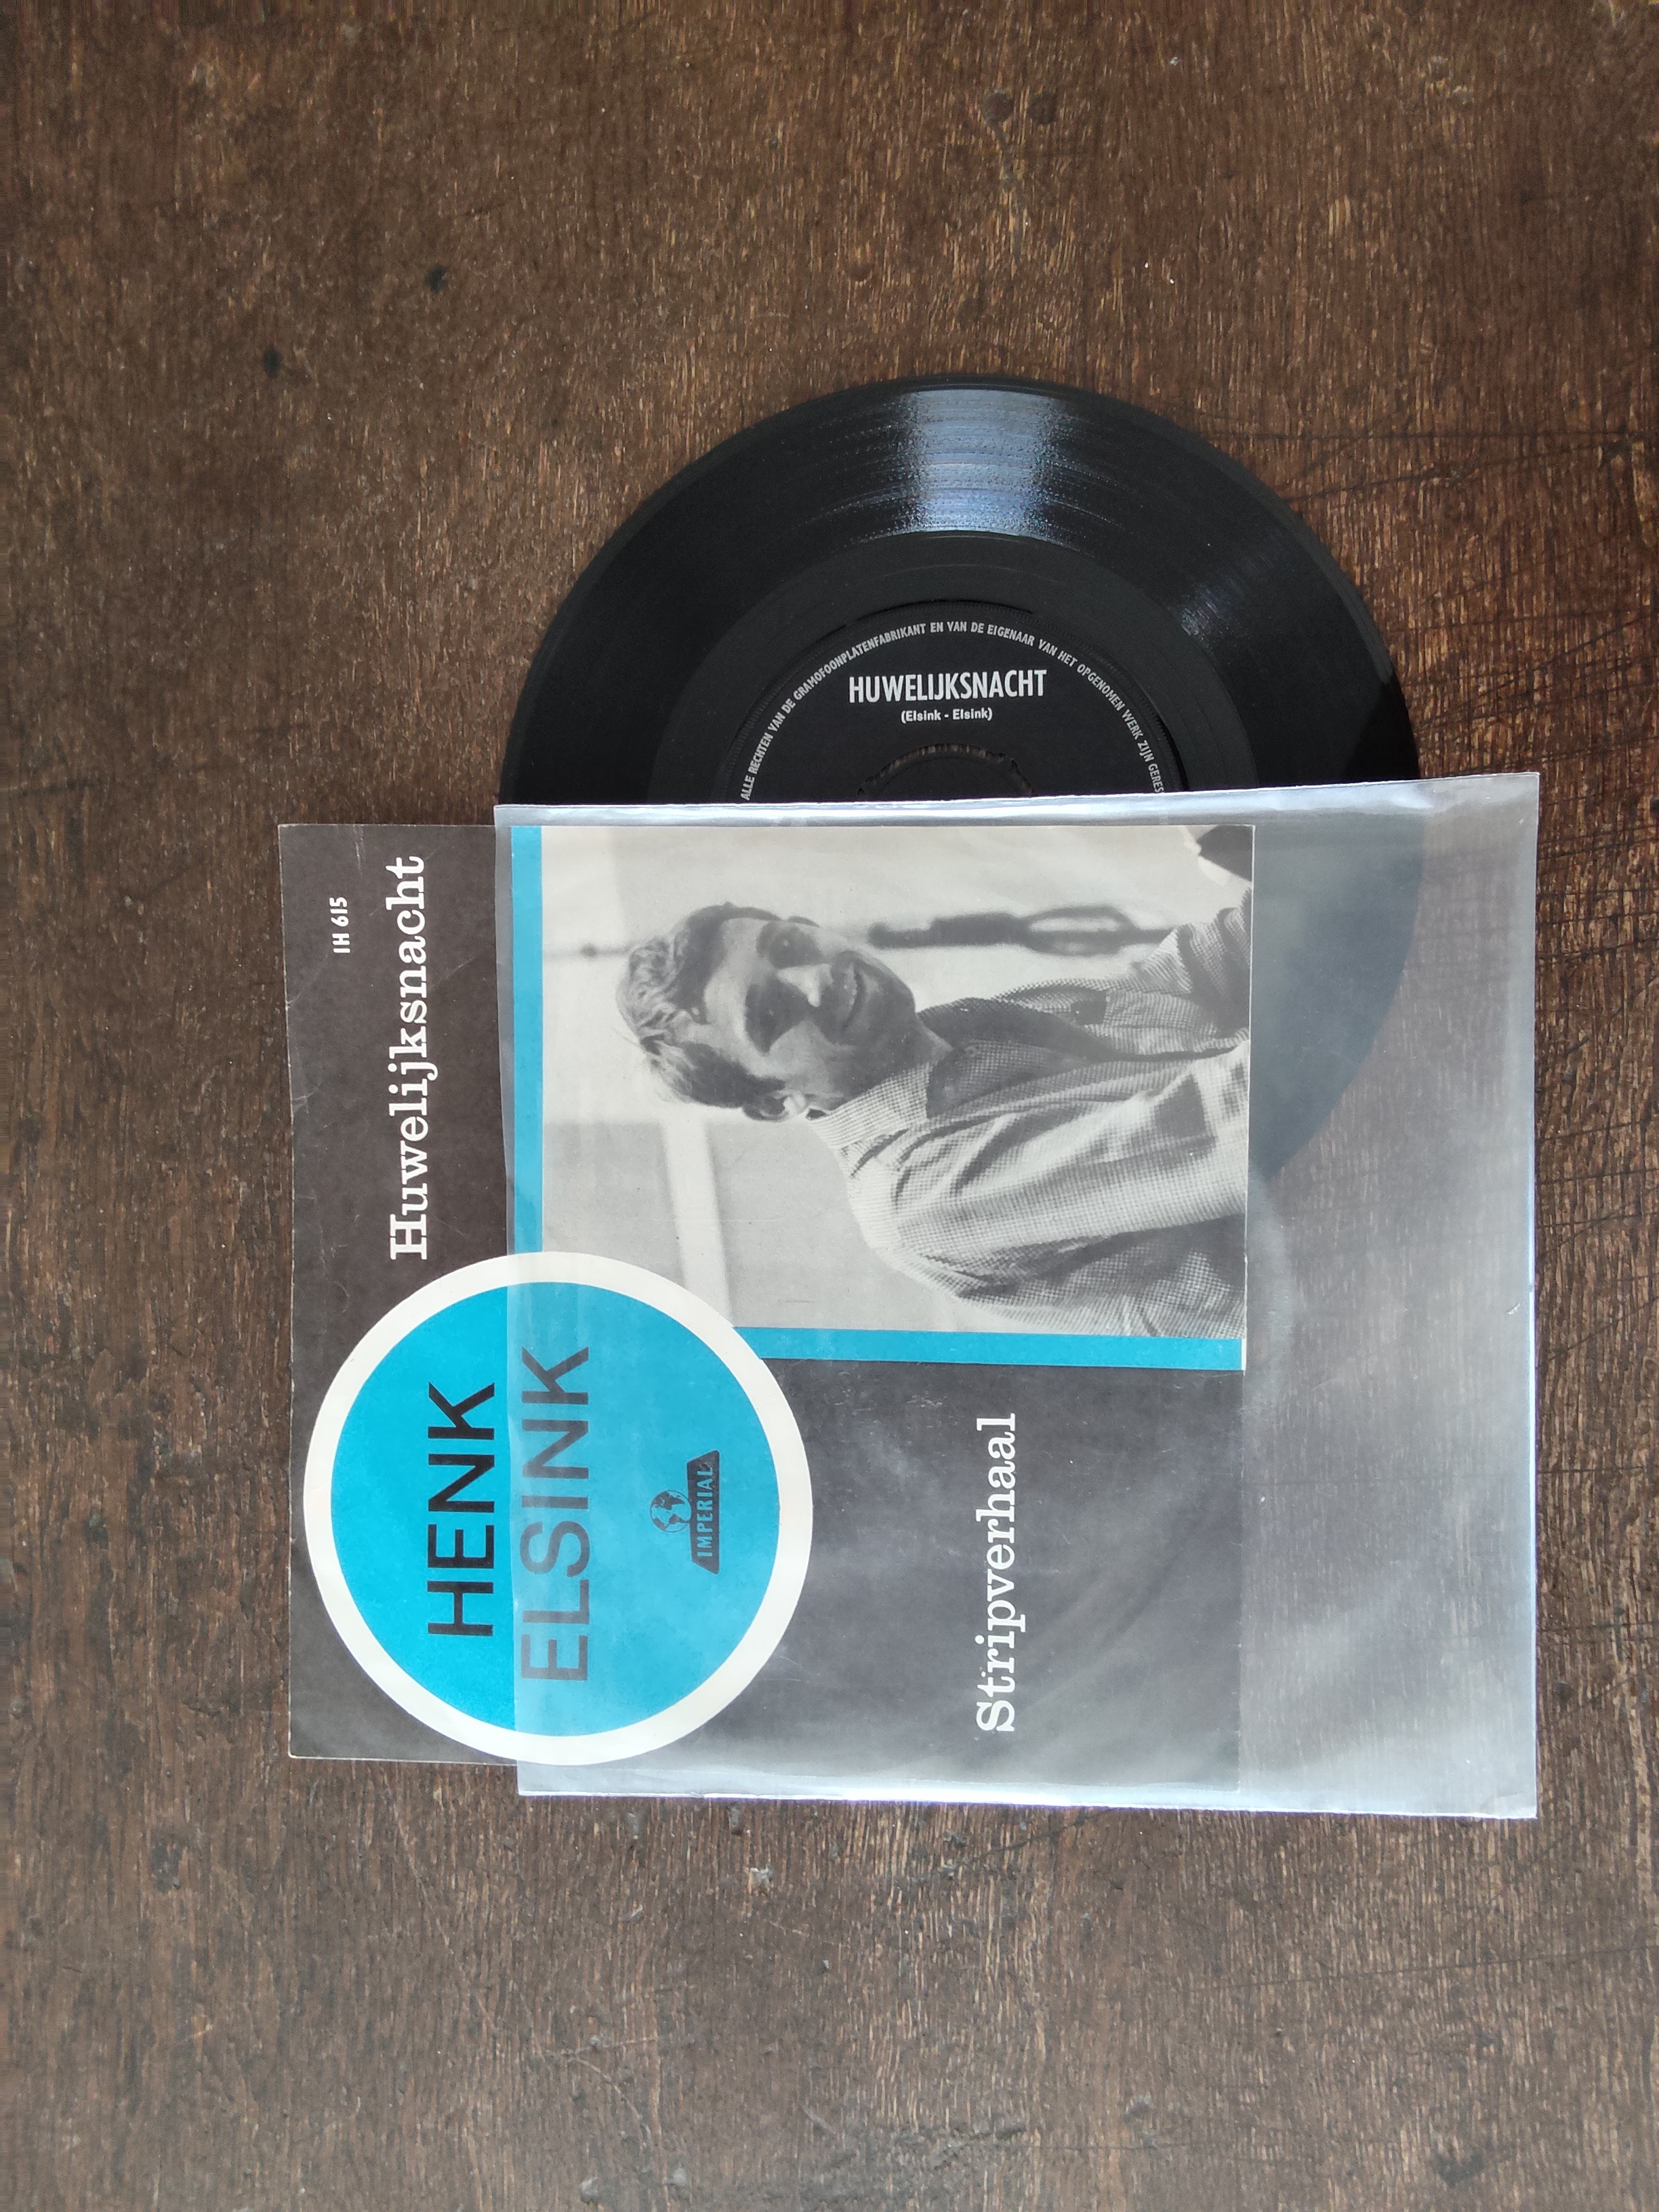 IH 615
Huwelijksnacht
HENK
ELSINK
IMPERIAL
Stripverhaal
ALLE RECHTEN VAN DE GRAMOFOONPLATENFABRIKANT EN VAN DE EIGENAAR VAN HET OPGENOMEN WERK ZIJN GERES
HUWELIJKSNACHT
(Elsink - Elsink)